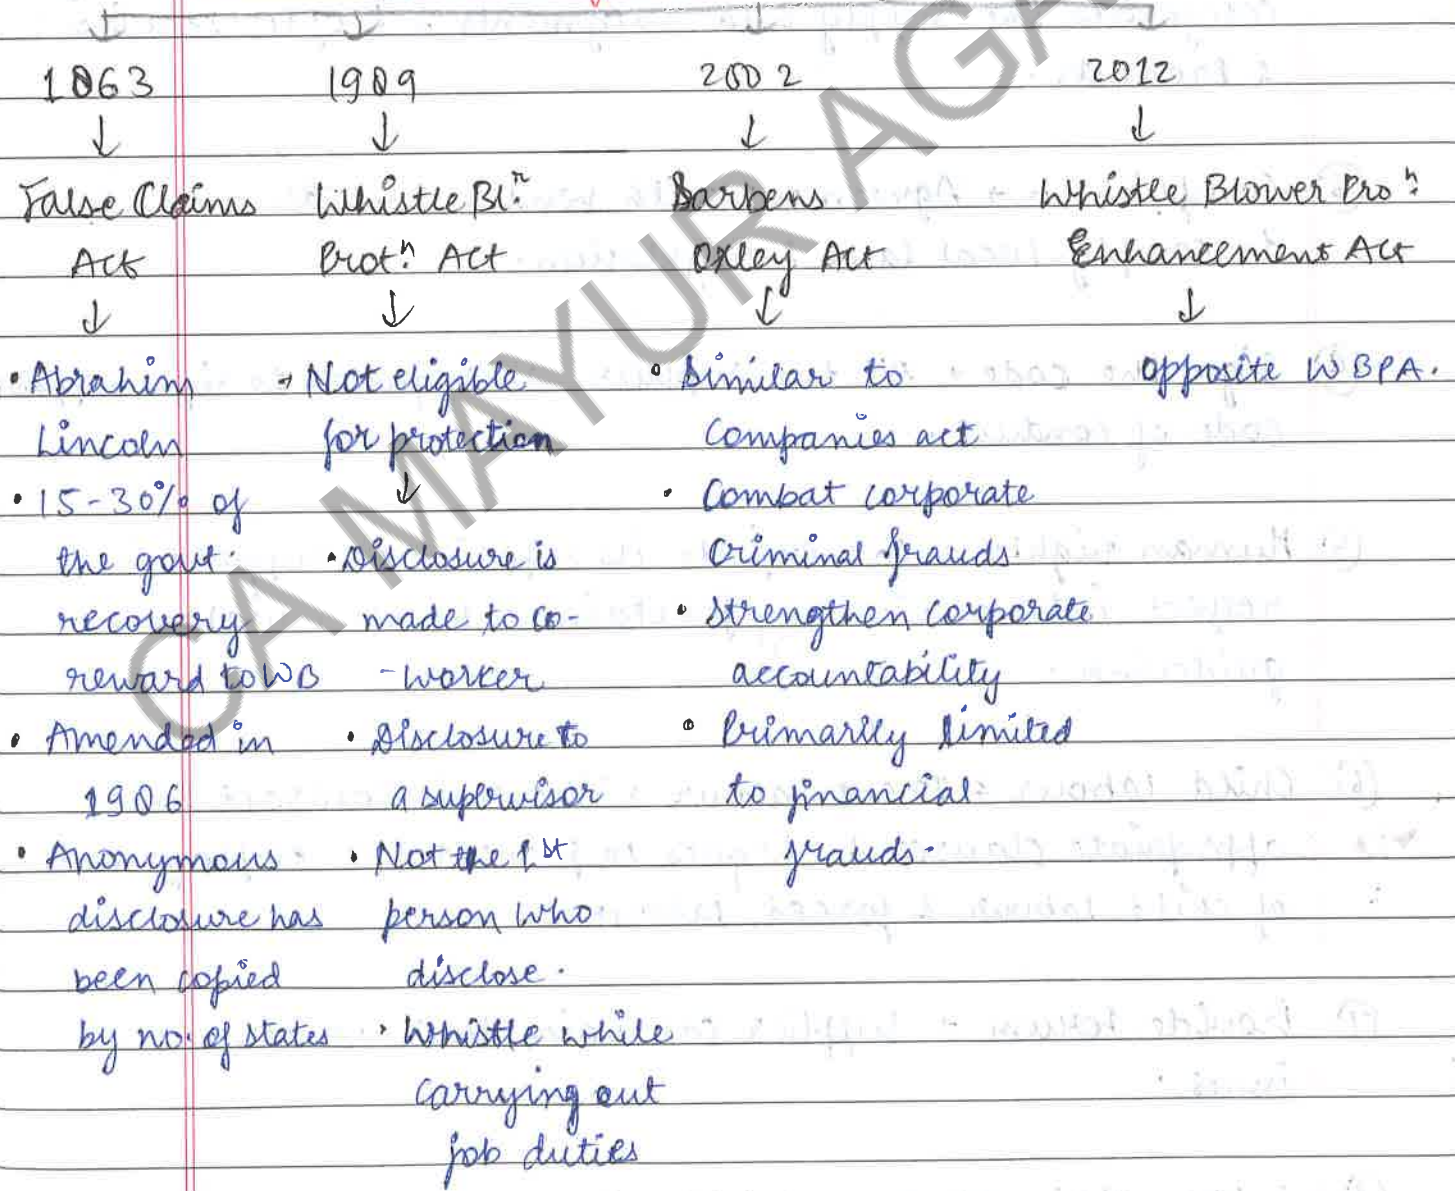 1863
False Claims
Act
• Abrahim
Lincoln
• 15-30% of
the govt.
recovery
reward to WB
• Amended in
1986
• Anonymous
disclosure has
been copied
by no. of states
1989
Whistle Blⁿ.
Protⁿ. Act
→ Not eligible
for protection
• Disclosure is
made to co-
-worker
• Disclosure to
a supervisor
• Not the 1st
person who
disclose.
• Whistle while
carrying out
job duties
2002
Sarbens
Oxley Act
• Similar to
Companies act
• Combat corporate
Criminal frauds
• Strengthen corporate
accountability
• Primarily limited
to financial
frauds.
2012
Whistle Blower Proⁿ.
Enhancement Act
opposite WBPA.
CA MAYUR AGA